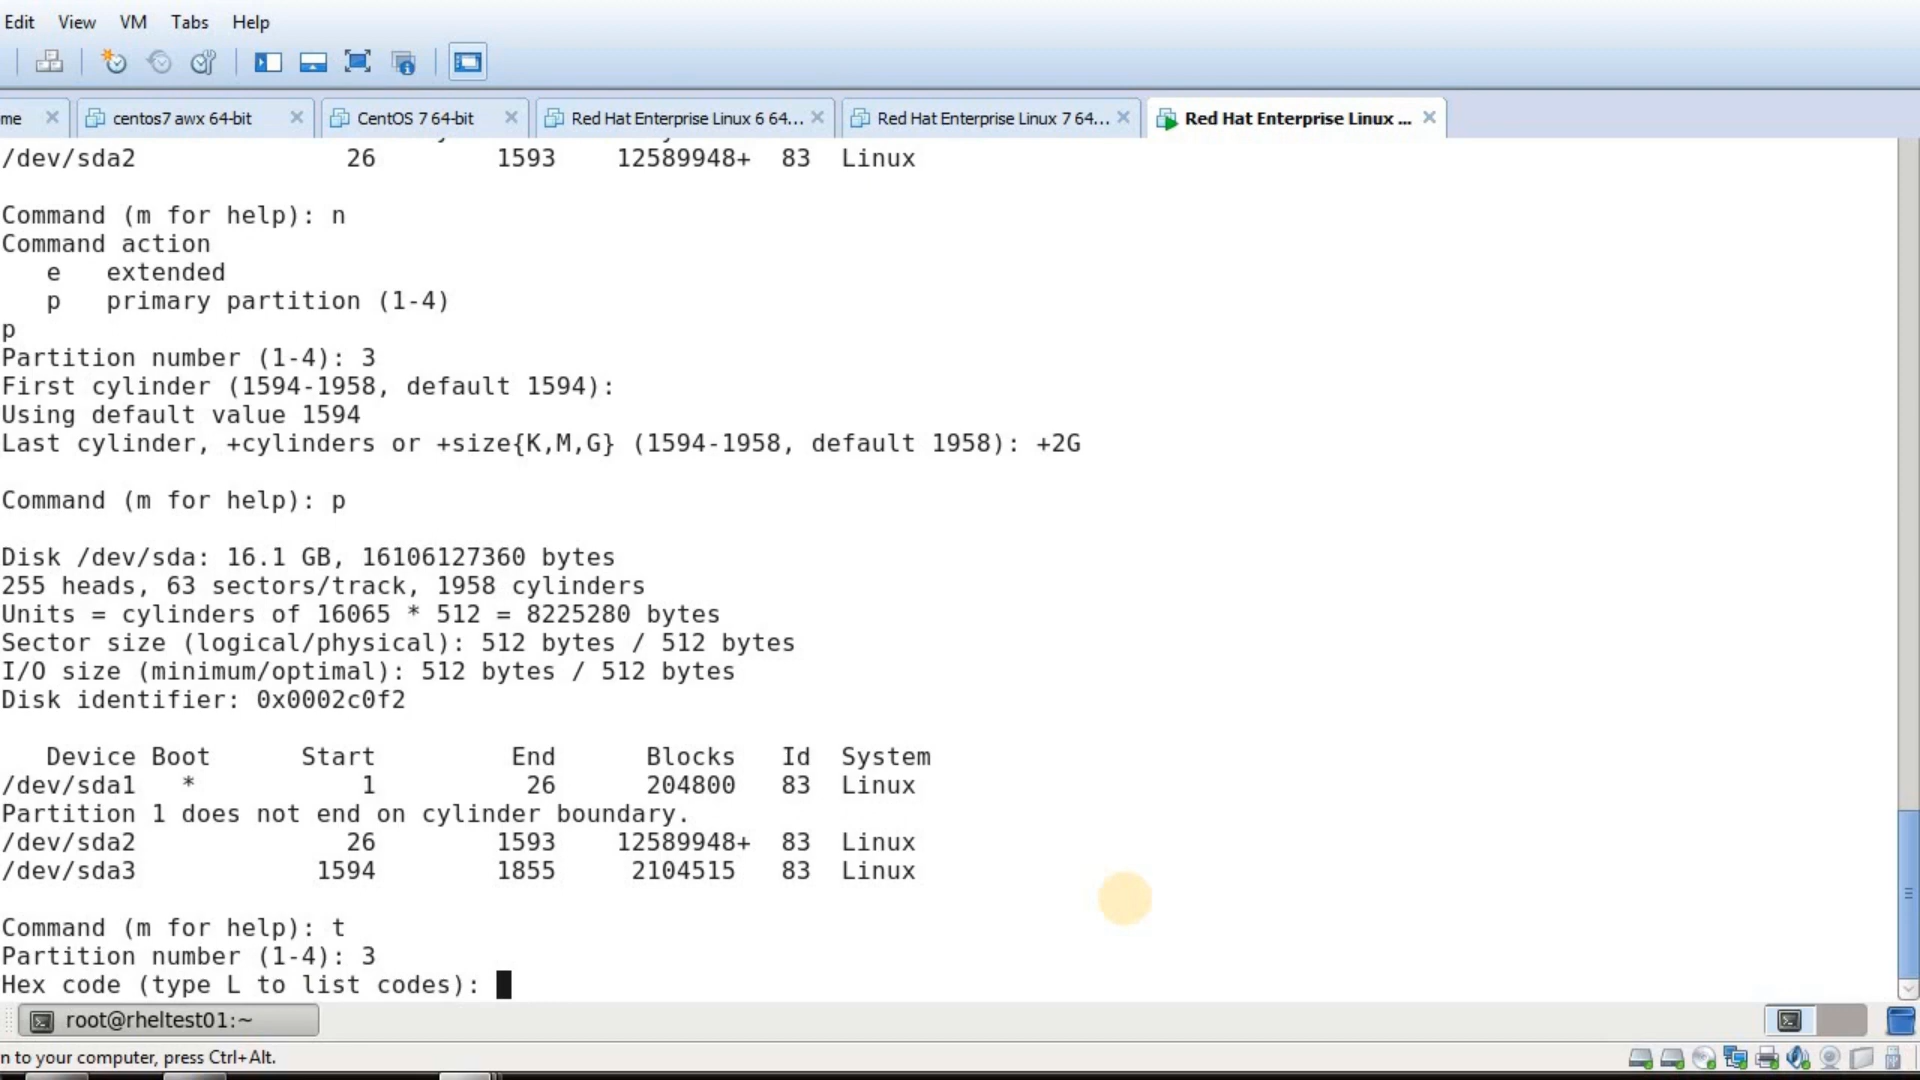 Edit View VM Tabs Help
me centos7 awx 64-bit CentOS 7 64-bit Red Hat Enterprise Linux 6 64... Red Hat Enterprise Linux 7 64... Red Hat Enterprise Linux ...
/dev/sda2 26 1593 12589948+ 83 Linux
Command (m for help): n
Command action
e extended
p primary partition (1-4)
p
Partition number (1-4): 3
First cylinder (1594-1958, default 1594):
Using default value 1594
Last cylinder, +cylinders or +size{K,M,G} (1594-1958, default 1958): +2G
Command (m for help): p
Disk /dev/sda: 16.1 GB, 16106127360 bytes
255 heads, 63 sectors/track, 1958 cylinders
Units = cylinders of 16065 * 512 = 8225280 bytes
Sector size (logical/physical): 512 bytes / 512 bytes
I/O size (minimum/optimal): 512 bytes / 512 bytes
Disk identifier: 0x0002c0f2
Device Boot Start End Blocks Id System
/dev/sda1 * 1 26 204800 83 Linux
Partition 1 does not end on cylinder boundary.
/dev/sda2 26 1593 12589948+ 83 Linux
/dev/sda3 1594 1855 2104515 83 Linux
Command (m for help): t
Partition number (1-4): 3
Hex code (type L to list codes):
root@rheltest01:~
n to your computer, press Ctrl+Alt.